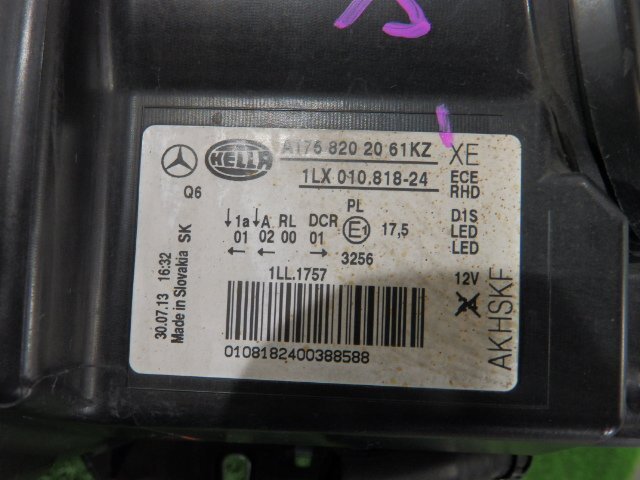 HELLA
A176 820 20 61KZ
XE
1LX 010.818-24
ECE
RHD
Q6
PL
1a A RL DCR
01 02 00 01
E1
17,5
D1S
LED
LED
3256
1LL.1757
12V
30.07.13 16:32
Made in Slovakia SK
AKHSKF
0108182400388588